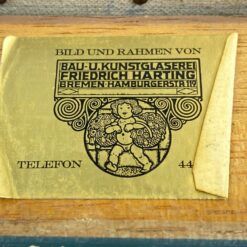 BILD UND RAHMEN VON
BAU-U.KUNSTGLASEREI
FRIEDRICH HARTING
BREMEN·HAMBURGERSTR 119
TELEFON 44